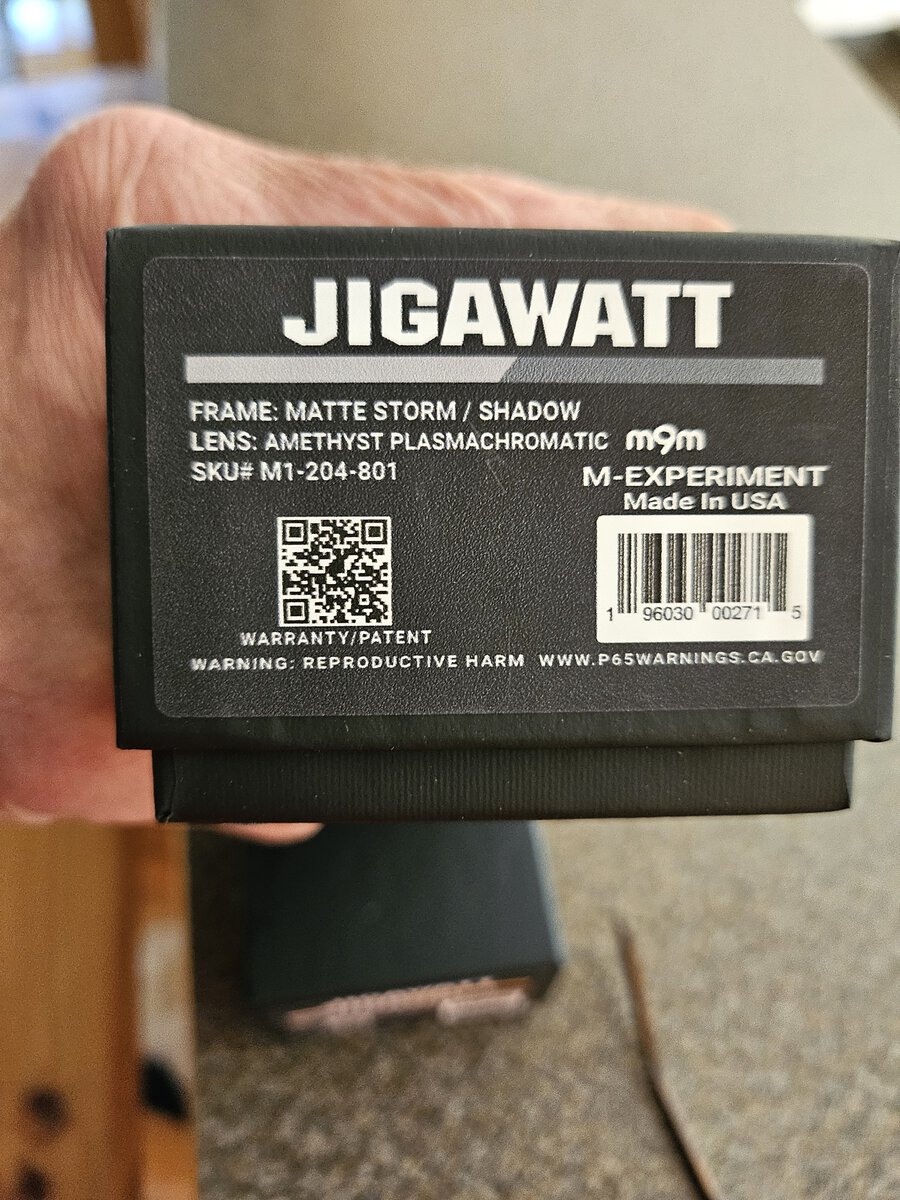 JIGAWATT
FRAME: MATTE STORM / SHADOW
LENS: AMETHYST PLASMACHROMATIC m9m
SKU# M1-204-801
M-EXPERIMENT
Made In USA
1 96030 00271 5
WARRANTY/PATENT
WARNING: REPRODUCTIVE HARM WWW.P65WARNINGS.CA.GOV